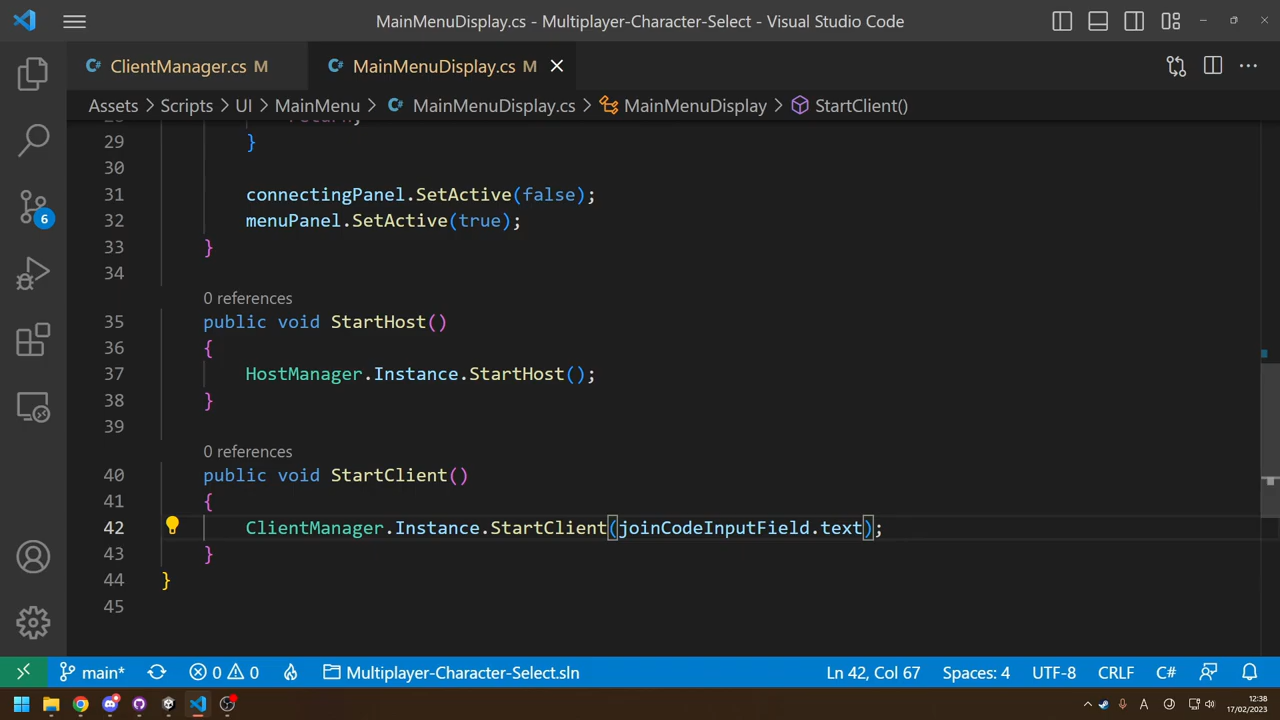 MainMenuDisplay.cs - Multiplayer-Character-Select - Visual Studio Code
C# ClientManager.cs M
C# MainMenuDisplay.cs M
Assets > Scripts > UI > MainMenu > C# MainMenuDisplay.cs > MainMenuDisplay > StartClient()
28 return;
29 }
30
31 connectingPanel.SetActive(false);
32 menuPanel.SetActive(true);
33 }
34
0 references
35 public void StartHost()
36 {
37 HostManager.Instance.StartHost();
38 }
39
0 references
40 public void StartClient()
41 {
42 ClientManager.Instance.StartClient(joinCodeInputField.text);
43 }
44 }
45
6
main* 0 0 Multiplayer-Character-Select.sln Ln 42, Col 67 Spaces: 4 UTF-8 CRLF C#
A 12:38
17/02/2023